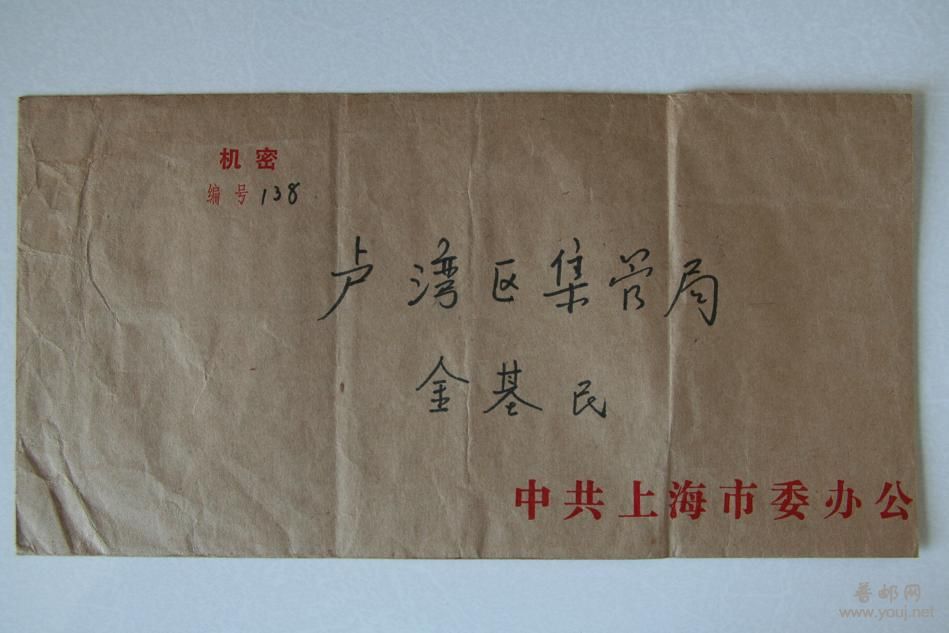 机密
编号 138
卢湾区集管局
金基民
中共上海市委办公
普邮网
www.youj.net